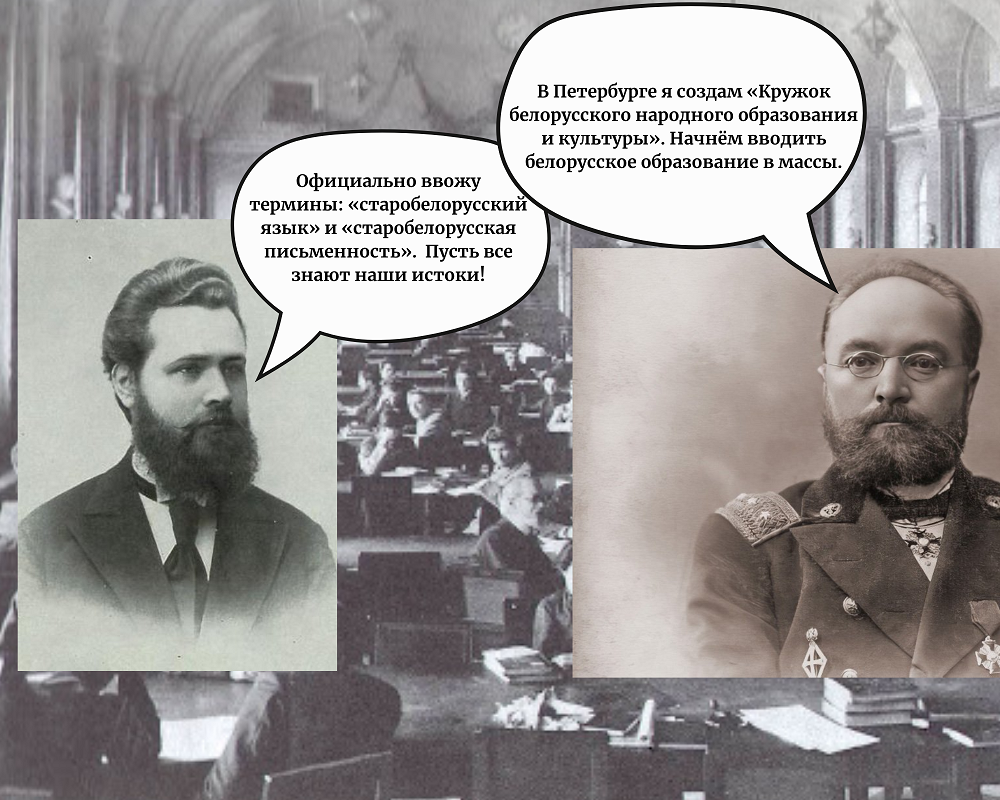 Официально ввожу
термины: «старобелорусский
язык» и «старобелорусская
письменность».  Пусть все
знают наши истоки!
В Петербурге я создам «Кружок
белорусского народного образования
и культуры». Начнём вводить
белорусское образование в массы.